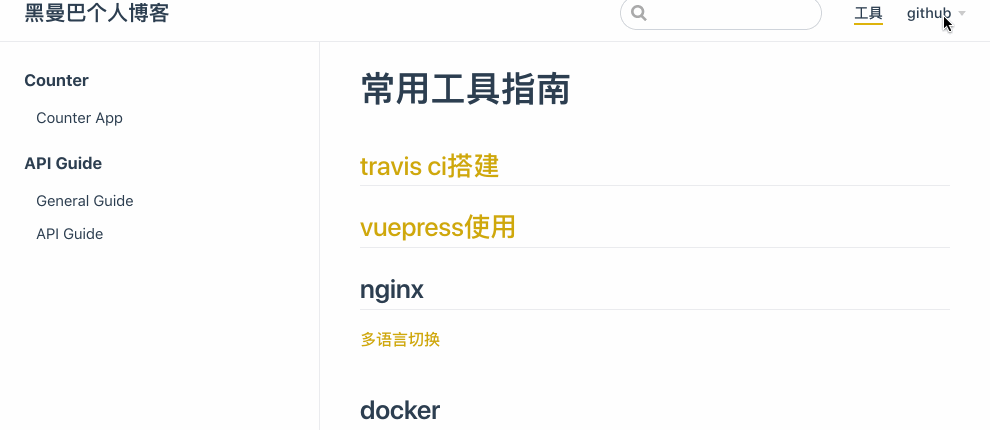 黑曼巴个人博客
工具 github
Counter
Counter App
API Guide
General Guide
API Guide
常用工具指南
travis ci搭建
vuepress使用
nginx
多语言切换
docker